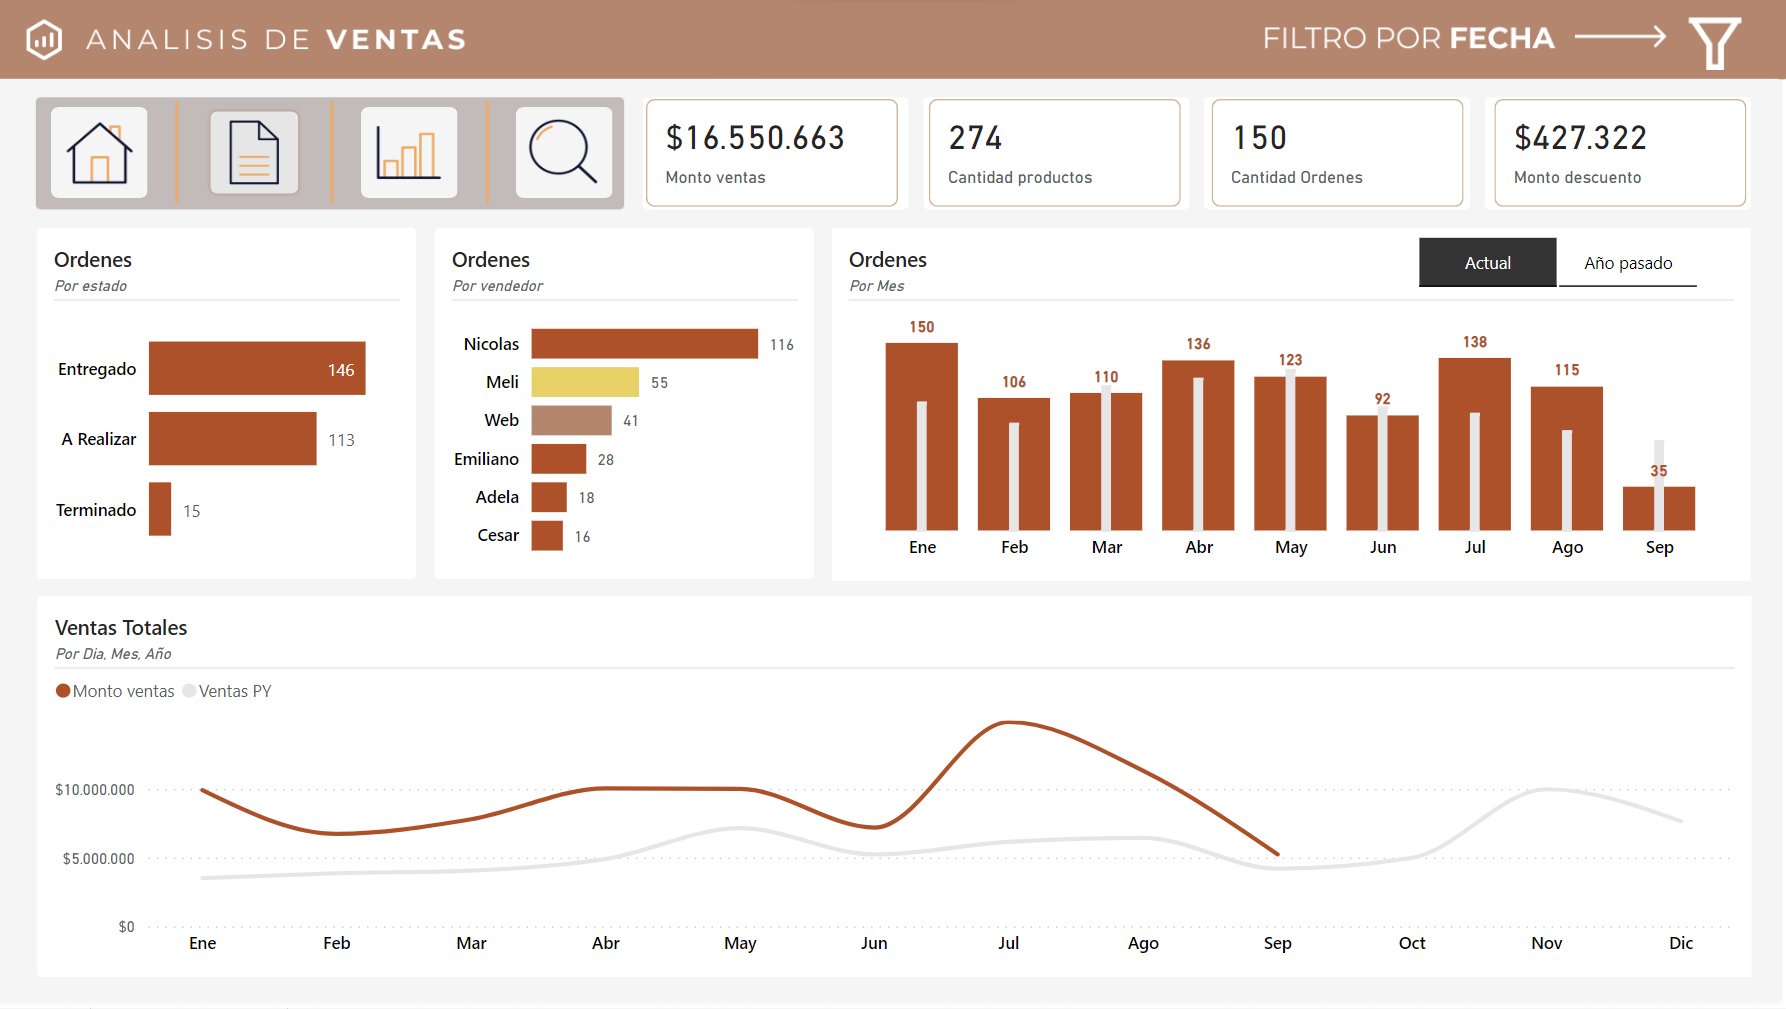 ANALISIS DE VENTAS
FILTRO POR FECHA
$16.550.663
Monto ventas
274
Cantidad productos
150
Cantidad Ordenes
$427.322
Monto descuento
Ordenes
Por estado
Entregado 146
A Realizar 113
Terminado 15
Ordenes
Por vendedor
Nicolas 116
Meli 55
Web 41
Emiliano 28
Adela 18
Cesar 16
Ordenes
Por Mes
Actual Año pasado
150 106 110 136 123 92 138 115 35
Ene Feb Mar Abr May Jun Jul Ago Sep
Ventas Totales
Por Dia, Mes, Año
Monto ventas Ventas PY
$10.000.000
$5.000.000
$0
Ene Feb Mar Abr May Jun Jul Ago Sep Oct Nov Dic